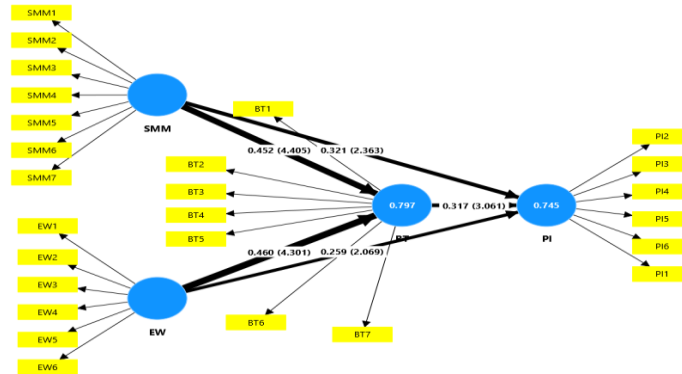 SMM1
SMM2
SMM3
SMM4
SMM5
SMM6
SMM7
SMM
BT1
0.452 (4.405) 0.321 (2.363)
BT2
BT3
BT4
BT5
0.797
BT
0.317 (3.061)
0.745
PI
PI2
PI3
PI4
PI5
PI6
PI1
EW1
EW2
EW3
EW4
EW5
EW6
EW
0.460 (4.301) 0.259 (2.069)
BT6
BT7